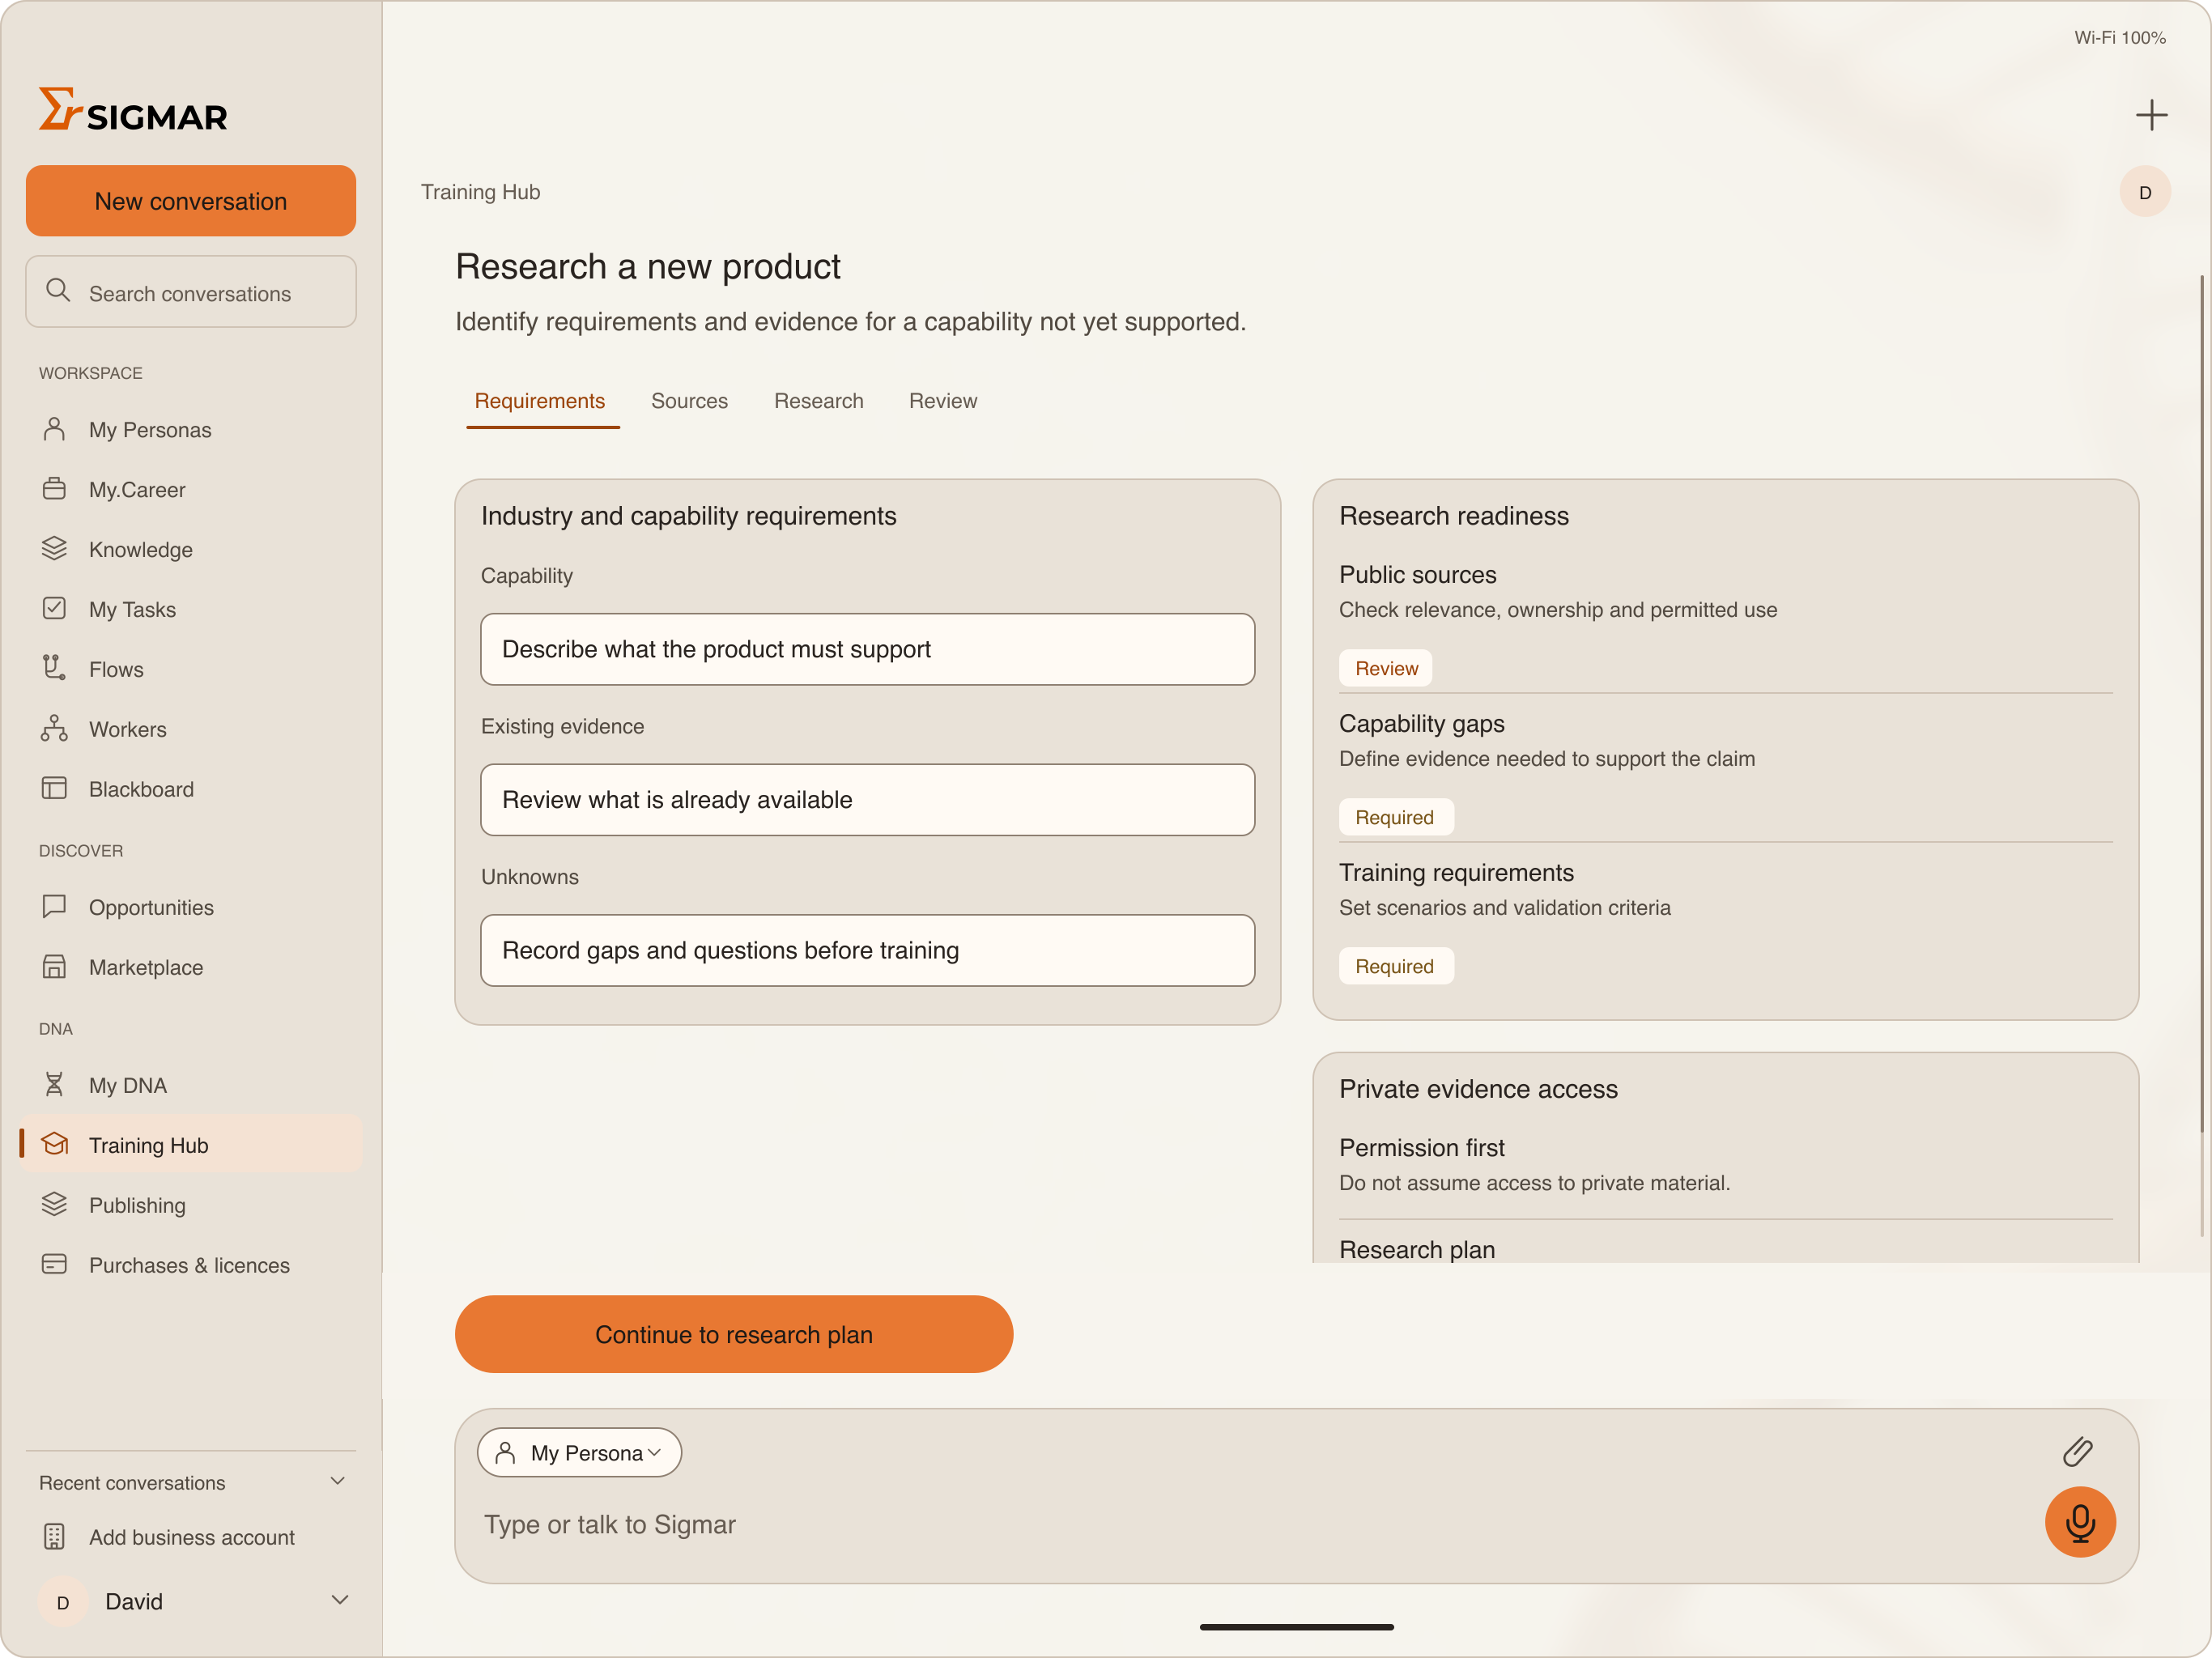 Wi-Fi 100%
Σr SIGMAR
New conversation
Search conversations
WORKSPACE
My Personas
My.Career
Knowledge
My Tasks
Flows
Workers
Blackboard
DISCOVER
Opportunities
Marketplace
DNA
My DNA
Training Hub
Publishing
Purchases & licences
Recent conversations
Add business account
D
David
Training Hub
D
Research a new product
Identify requirements and evidence for a capability not yet supported.
Requirements
Sources
Research
Review
Industry and capability requirements
Capability
Describe what the product must support
Existing evidence
Review what is already available
Unknowns
Record gaps and questions before training
Research readiness
Public sources
Check relevance, ownership and permitted use
Review
Capability gaps
Define evidence needed to support the claim
Required
Training requirements
Set scenarios and validation criteria
Required
Private evidence access
Permission first
Do not assume access to private material.
Research plan
Continue to research plan
My Persona
Type or talk to Sigmar